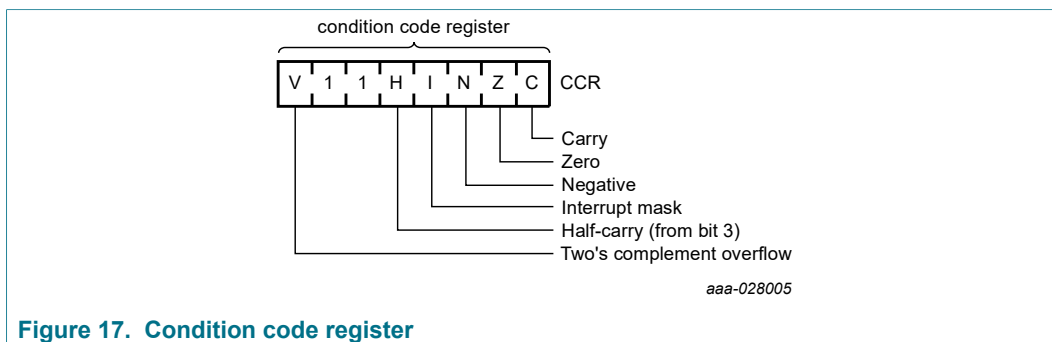 condition code register
V 1 1 H I N Z C CCR
Carry
Zero
Negative
Interrupt mask
Half-carry (from bit 3)
Two's complement overflow
aaa-028005
Figure 17. Condition code register